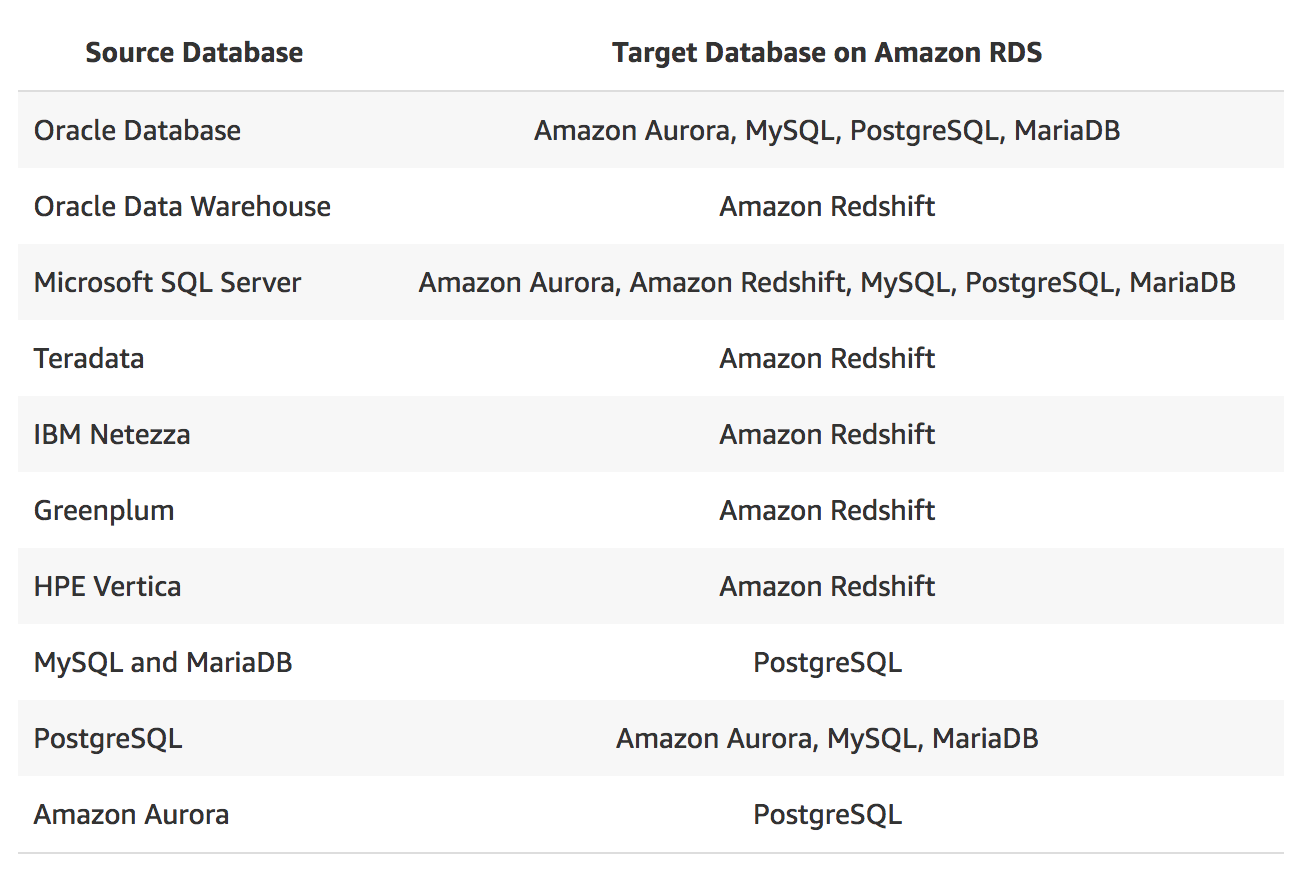 Source Database Target Database on Amazon RDS
Oracle Database Amazon Aurora, MySQL, PostgreSQL, MariaDB
Oracle Data Warehouse Amazon Redshift
Microsoft SQL Server Amazon Aurora, Amazon Redshift, MySQL, PostgreSQL, MariaDB
Teradata Amazon Redshift
IBM Netezza Amazon Redshift
Greenplum Amazon Redshift
HPE Vertica Amazon Redshift
MySQL and MariaDB PostgreSQL
PostgreSQL Amazon Aurora, MySQL, MariaDB
Amazon Aurora PostgreSQL